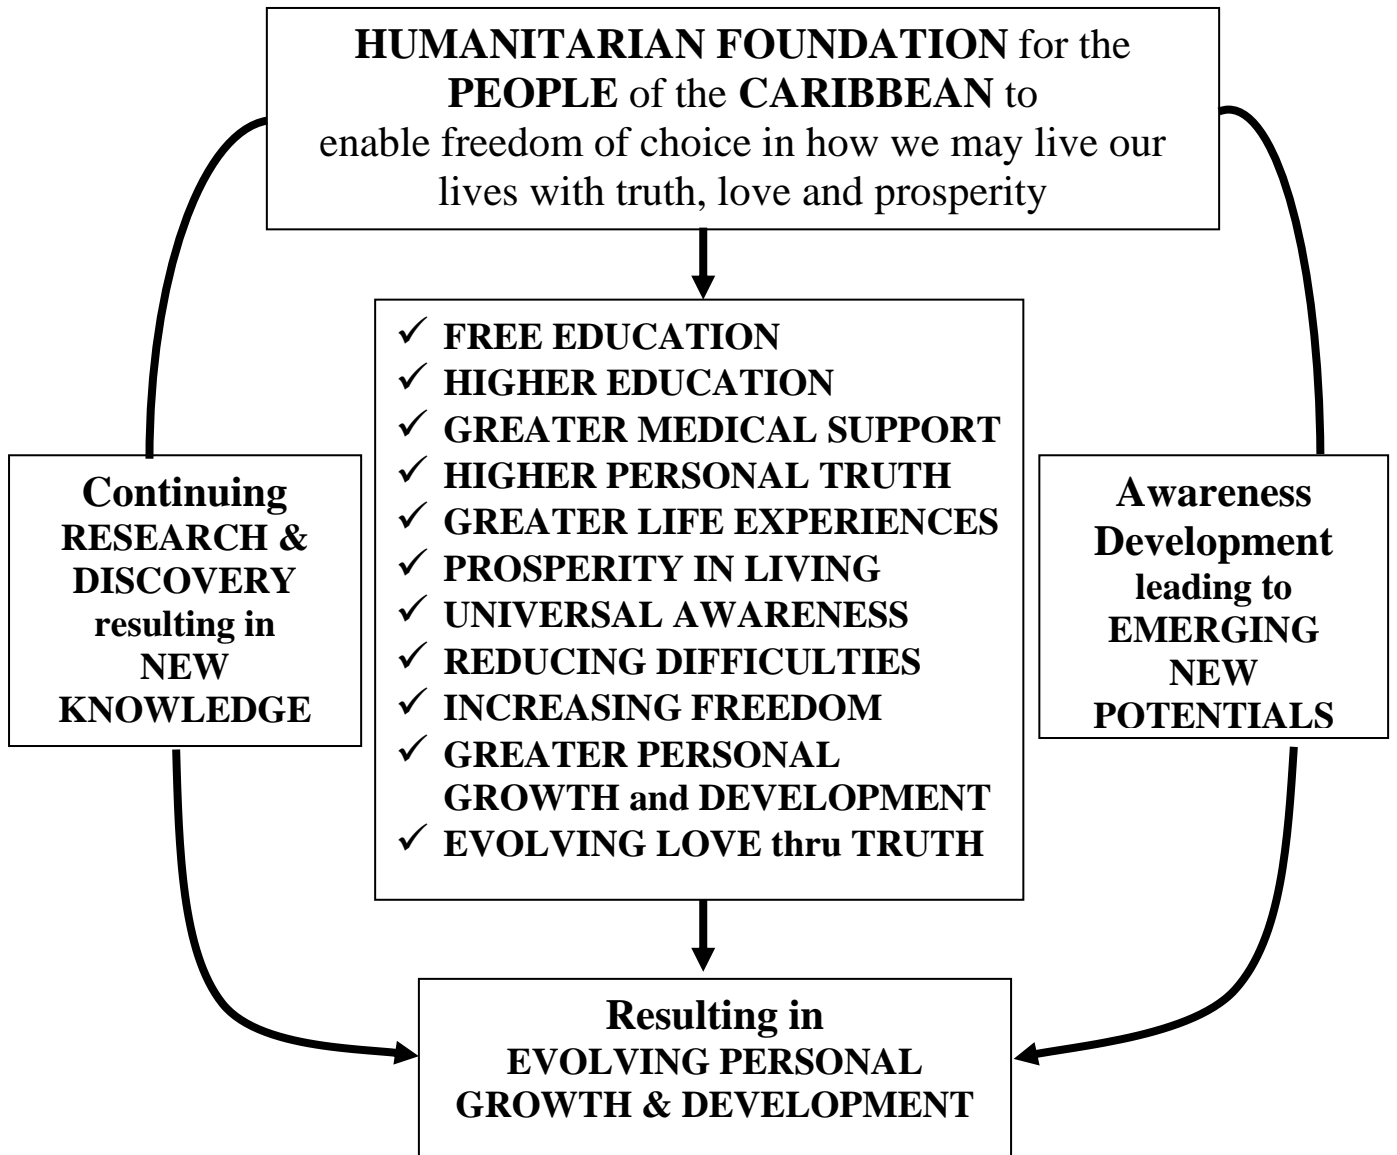 HUMANITARIAN FOUNDATION for the
PEOPLE of the CARIBBEAN to
enable freedom of choice in how we may live our
lives with truth, love and prosperity
✓ FREE EDUCATION
✓ HIGHER EDUCATION
✓ GREATER MEDICAL SUPPORT
✓ HIGHER PERSONAL TRUTH
✓ GREATER LIFE EXPERIENCES
✓ PROSPERITY IN LIVING
✓ UNIVERSAL AWARENESS
✓ REDUCING DIFFICULTIES
✓ INCREASING FREEDOM
✓ GREATER PERSONAL
GROWTH and DEVELOPMENT
✓ EVOLVING LOVE thru TRUTH
Continuing
RESEARCH &
DISCOVERY
resulting in
NEW
KNOWLEDGE
Awareness
Development
leading to
EMERGING
NEW
POTENTIALS
Resulting in
EVOLVING PERSONAL
GROWTH & DEVELOPMENT